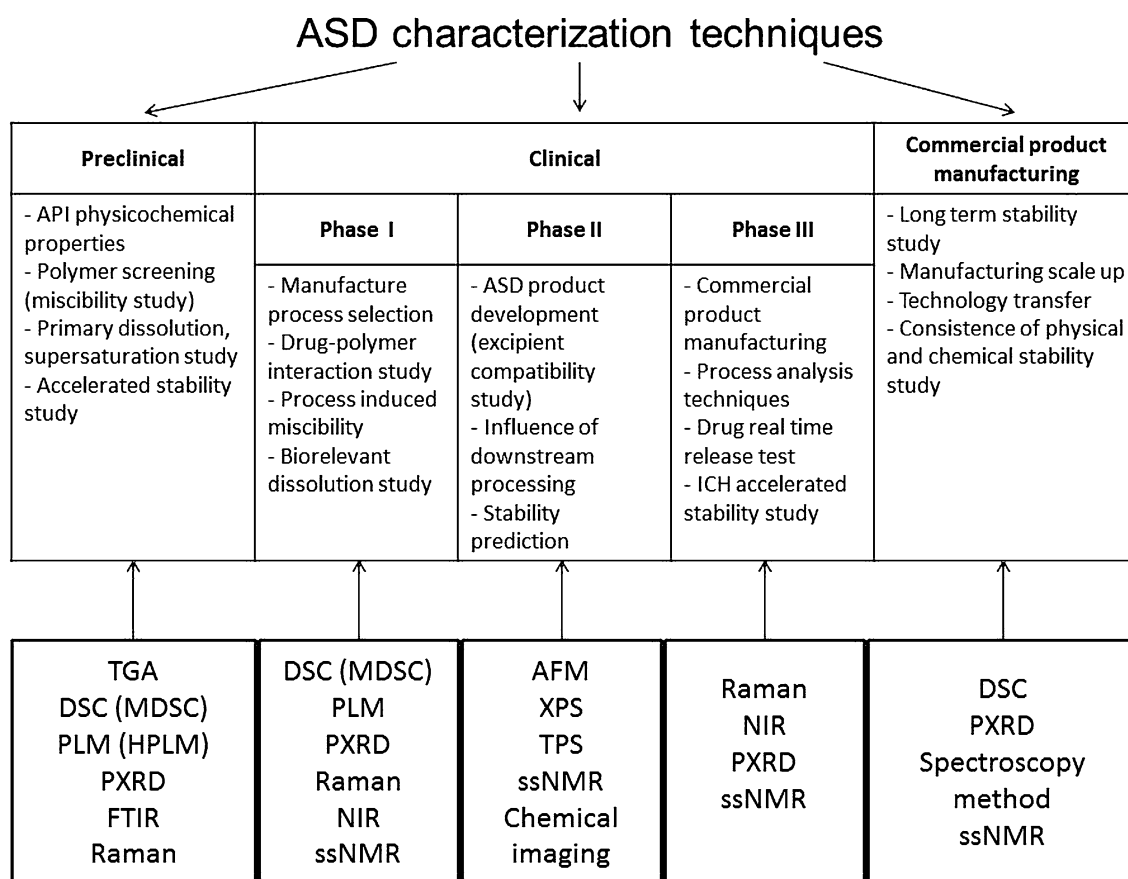 ASD characterization techniques
Preclinical
- API physicochemical
properties
- Polymer screening
(miscibility study)
- Primary dissolution,
supersaturation study
- Accelerated stability
study
Clinical
Phase I
- Manufacture
process selection
- Drug-polymer
interaction study
- Process induced
miscibility
- Biorelevant
dissolution study
Phase II
- ASD product
development
(excipient
compatibility
study)
- Influence of
downstream
processing
- Stability
prediction
Phase III
- Commercial
product
manufacturing
- Process analysis
techniques
- Drug real time
release test
- ICH accelerated
stability study
Commercial product
manufacturing
- Long term stability
study
- Manufacturing scale up
- Technology transfer
- Consistence of physical
and chemical stability
study
TGA
DSC (MDSC)
PLM (HPLM)
PXRD
FTIR
Raman
DSC (MDSC)
PLM
PXRD
Raman
NIR
ssNMR
AFM
XPS
TPS
ssNMR
Chemical
imaging
Raman
NIR
PXRD
ssNMR
DSC
PXRD
Spectroscopy
method
ssNMR